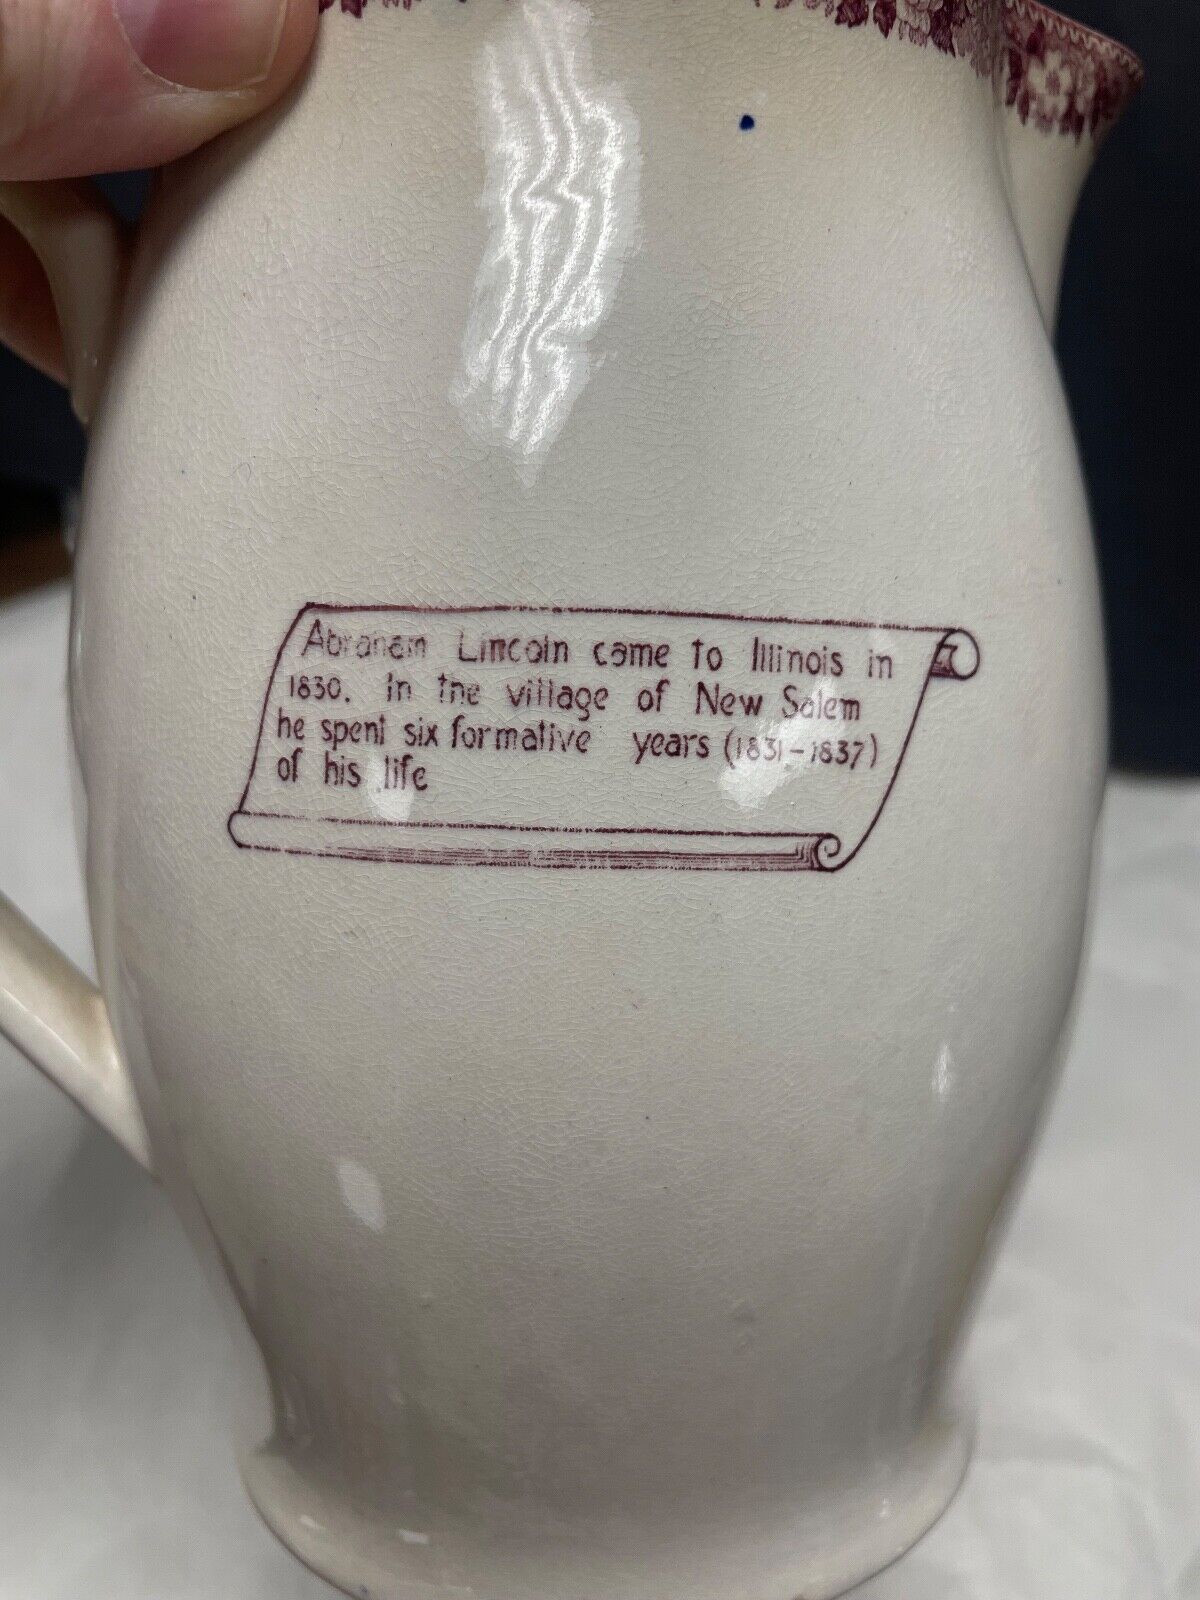 Abraham Lincoln came to Illinois in
1830. In the village of New Salem
he spent six formative years (1831-1837)
of his life